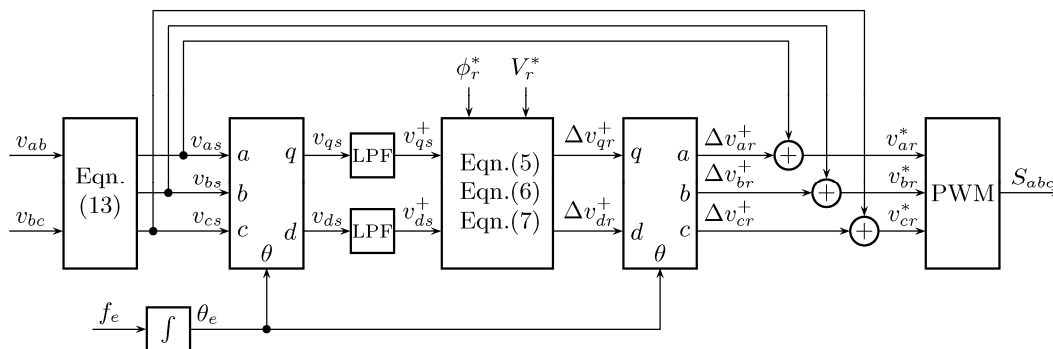 ϕ_r^* V_r^*
v_ab v_as a q v_qs LPF v_qs^+ Δv_qr^+ q a Δv_ar^+ + v_ar^*
Eqn.
(13)
v_bs b
Eqn.(5)
Eqn.(6)
Eqn.(7)
b Δv_br^+ + v_br^* PWM S_abc
v_bc v_cs c d v_ds LPF v_ds^+ Δv_dr^+ d c Δv_cr^+ + v_cr^*
θ θ
f_e ∫ θ_e